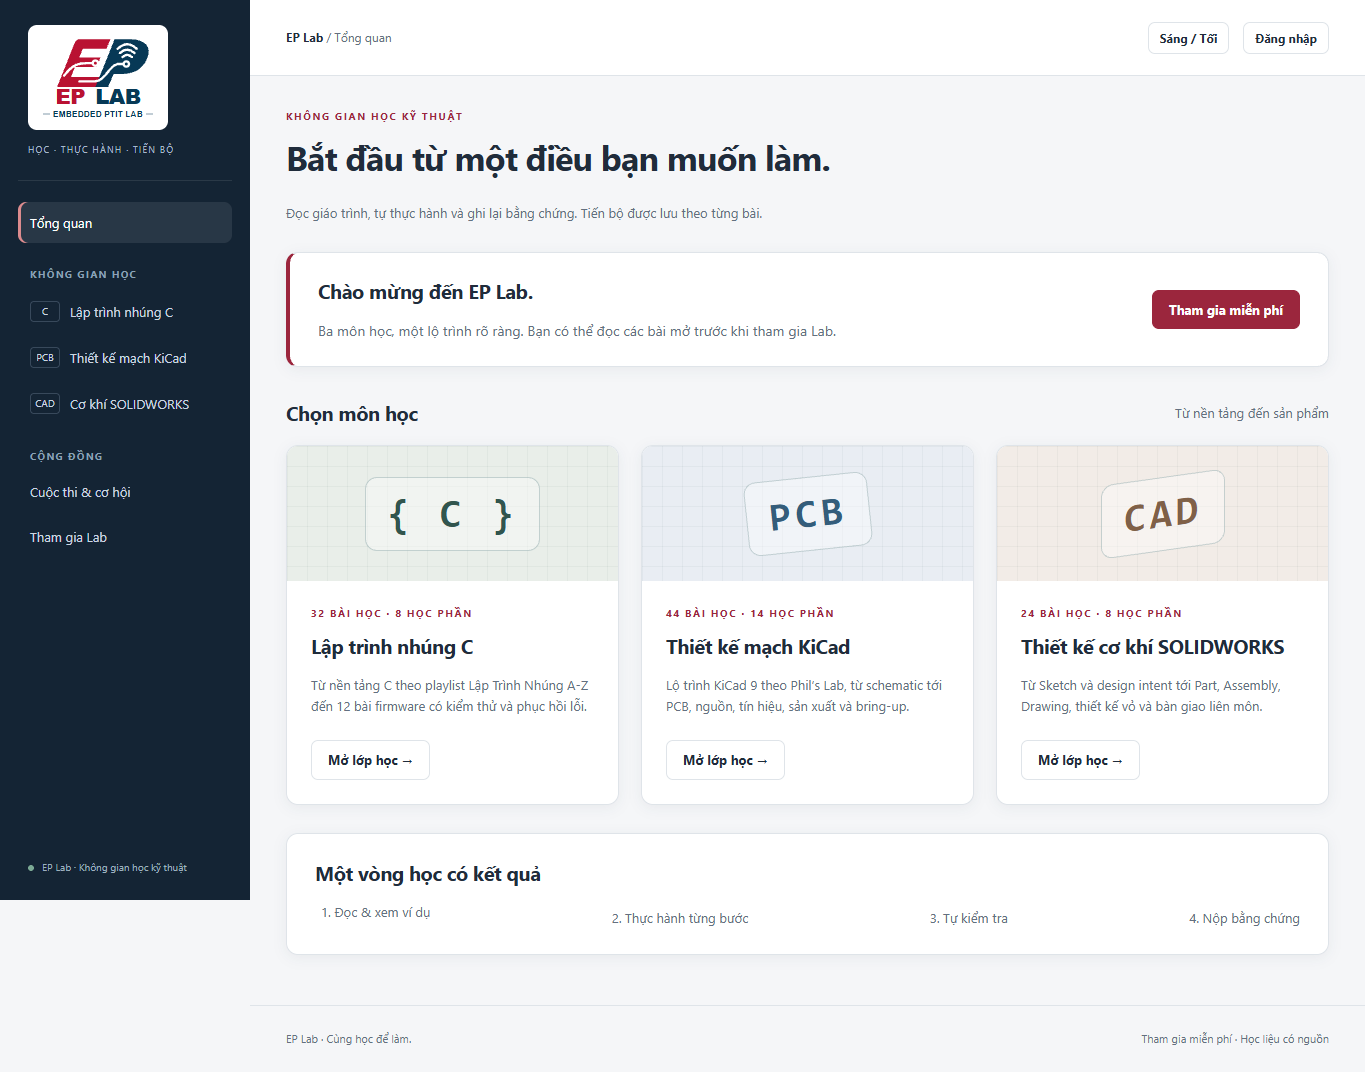 EP LAB
EMBEDDED PTIT LAB
HỌC · THỰC HÀNH · TIẾN BỘ
Tổng quan
KHÔNG GIAN HỌC
C Lập trình nhúng C
PCB Thiết kế mạch KiCad
CAD Cơ khí SOLIDWORKS
CỘNG ĐỒNG
Cuộc thi & cơ hội
Tham gia Lab
EP Lab · Không gian học kỹ thuật
EP Lab / Tổng quan
Sáng / Tối
Đăng nhập
KHÔNG GIAN HỌC KỸ THUẬT
Bắt đầu từ một điều bạn muốn làm.
Đọc giáo trình, tự thực hành và ghi lại bằng chứng. Tiến bộ được lưu theo từng bài.
Chào mừng đến EP Lab.
Ba môn học, một lộ trình rõ ràng. Bạn có thể đọc các bài mở trước khi tham gia Lab.
Tham gia miễn phí
Chọn môn học
Từ nền tảng đến sản phẩm
{ C }
32 BÀI HỌC · 8 HỌC PHẦN
Lập trình nhúng C
Từ nền tảng C theo playlist Lập Trình Nhúng A-Z
đến 12 bài firmware có kiểm thử và phục hồi lỗi.
Mở lớp học →
PCB
44 BÀI HỌC · 14 HỌC PHẦN
Thiết kế mạch KiCad
Lộ trình KiCad 9 theo Phil's Lab, từ schematic tới
PCB, nguồn, tín hiệu, sản xuất và bring-up.
Mở lớp học →
CAD
24 BÀI HỌC · 8 HỌC PHẦN
Thiết kế cơ khí SOLIDWORKS
Từ Sketch và design intent tới Part, Assembly,
Drawing, thiết kế vỏ và bàn giao liên môn.
Mở lớp học →
Một vòng học có kết quả
1. Đọc & xem ví dụ
2. Thực hành từng bước
3. Tự kiểm tra
4. Nộp bằng chứng
EP Lab · Cùng học để làm.
Tham gia miễn phí · Học liệu có nguồn